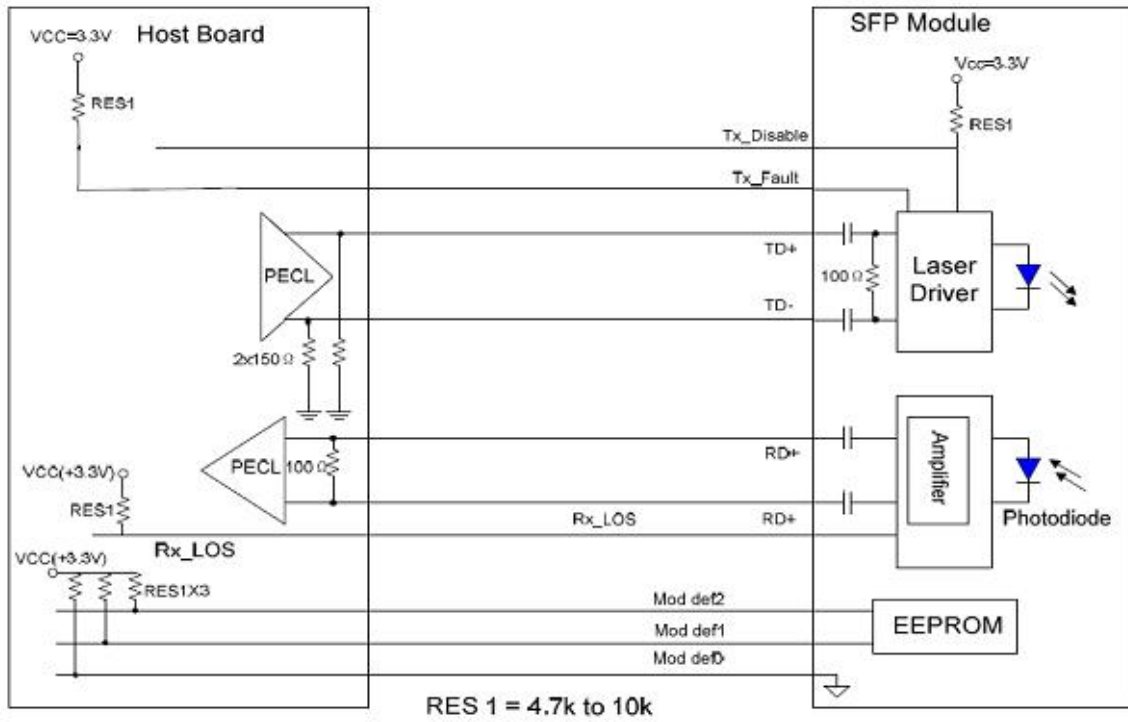 Host Board
SFP Module
VCC=3.3V
Vcc=3.3V
RES1
RES1
Tx_Disable
Tx_Fault
TD+
PECL
100 Ω
Laser
Driver
TD-
2x150 Ω
PECL
100 Ω
RD+
Amplifier
VCC(+3.3V)
RES1
Rx_LOS
RD+
Photodiode
Rx_LOS
VCC(+3.3V)
RES1X3
Mod def2
EEPROM
Mod def1
Mod def0
RES 1 = 4.7k to 10k